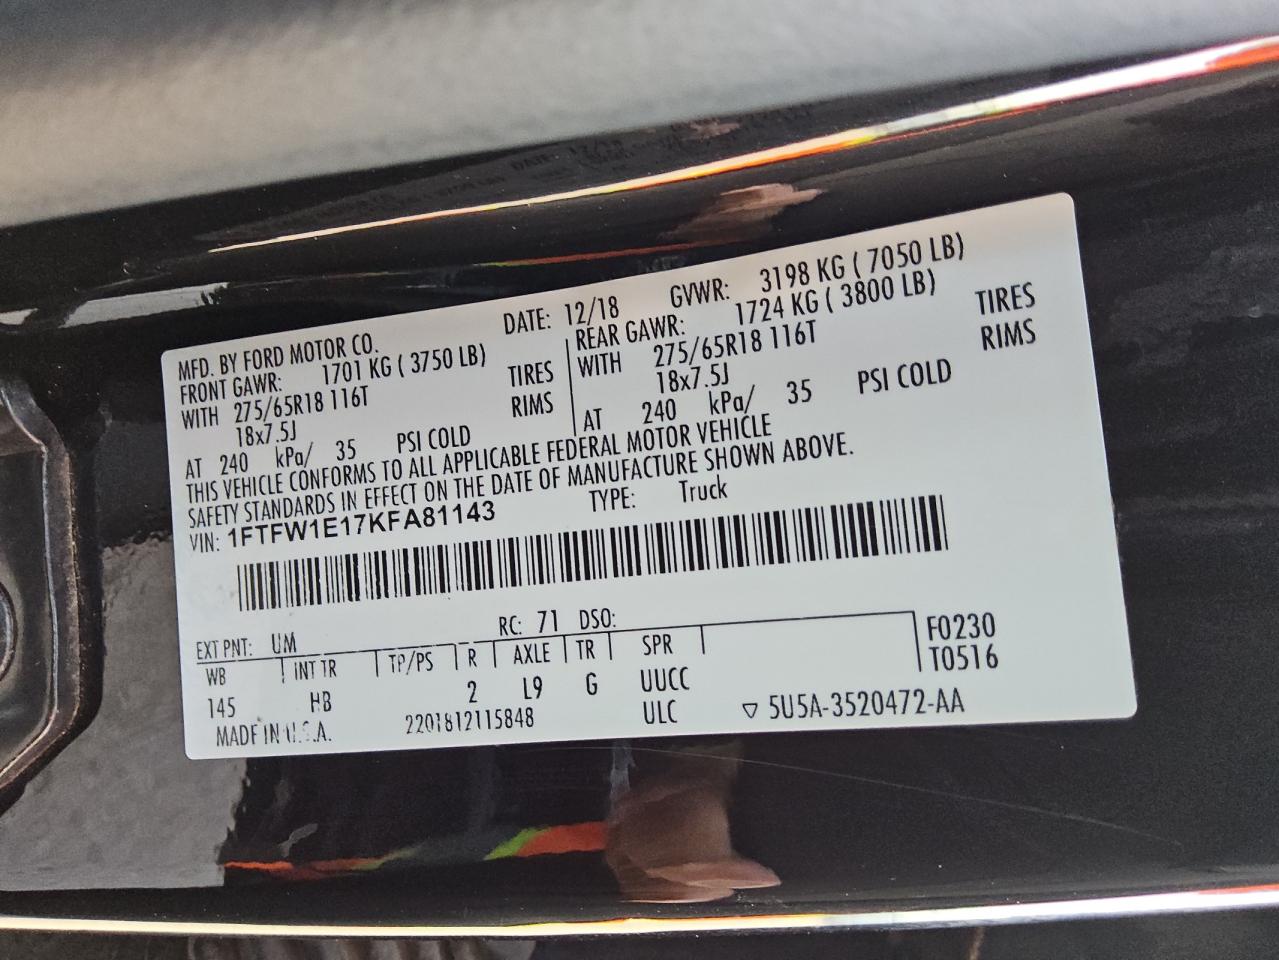 MFD. BY FORD MOTOR CO.
DATE: 12/18
GVWR: 3198 KG ( 7050 LB)
FRONT GAWR: 1701 KG ( 3750 LB)
REAR GAWR: 1724 KG ( 3800 LB)
WITH 275/65R18 116T TIRES
WITH 275/65R18 116T TIRES
18x7.5J RIMS
18x7.5J RIMS
AT 240 kPa/ 35 PSI COLD
AT 240 kPa/ 35 PSI COLD
THIS VEHICLE CONFORMS TO ALL APPLICABLE FEDERAL MOTOR VEHICLE
SAFETY STANDARDS IN EFFECT ON THE DATE OF MANUFACTURE SHOWN ABOVE.
VIN: 1FTFW1E17KFA81143
TYPE: Truck
EXT PNT: UM
RC: 71 DSO:
WB INT TR TP/PS R AXLE TR SPR
145 HB 2 L9 G UUCC
F0230
T0516
MADE IN U.S.A. 2201812115848 ULC ▽ 5U5A-3520472-AA